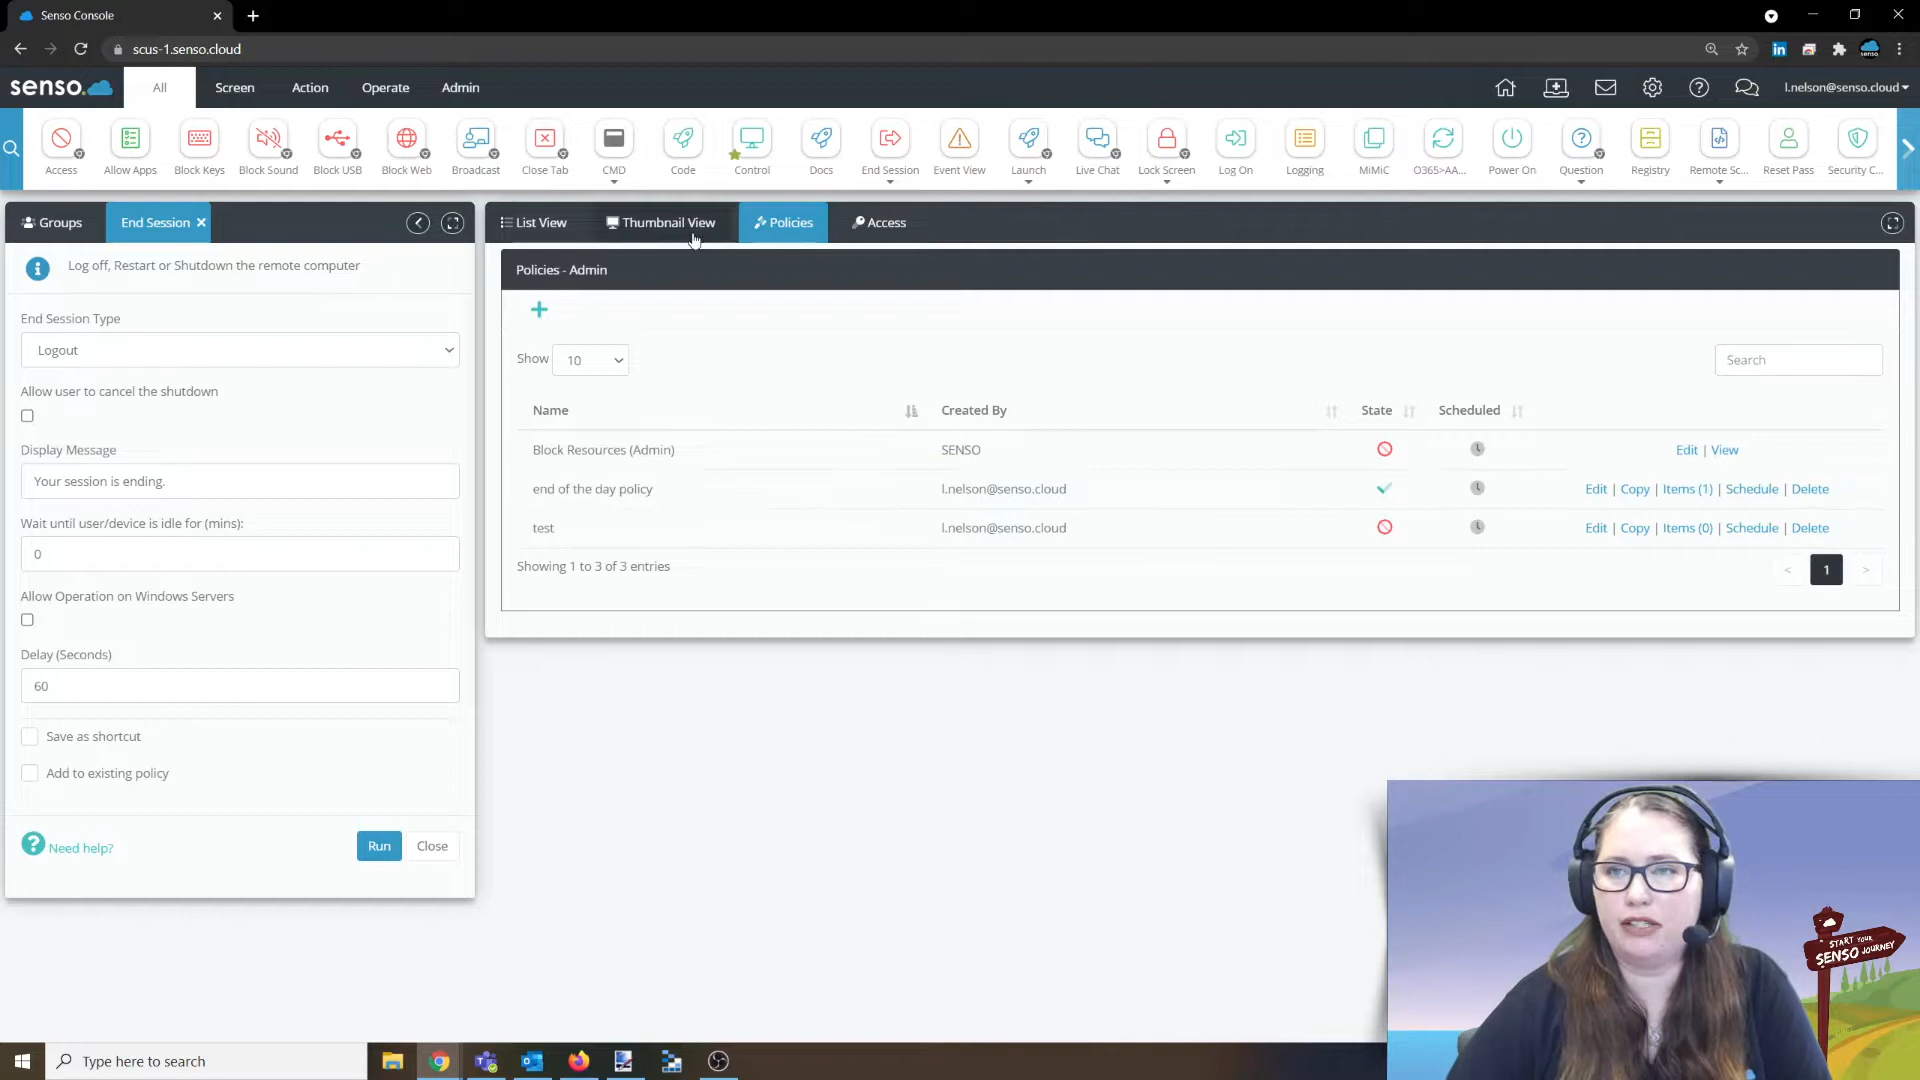 Senso Console
scus-1.senso.cloud
senso.
All
Screen
Action
Operate
Admin
l.nelson@senso.cloud
Access
Allow Apps
Block Keys
Block Sound
Block USB
Block Web
Broadcast
Close Tab
CMD
Code
Control
Docs
End Session
Event View
Launch
Live Chat
Lock Screen
Log On
Logging
MiMiC
O365>AA...
Power On
Question
Registry
Remote Sc...
Reset Pass
Security C...
Groups
End Session
List View
Thumbnail View
Policies
Access
Log off, Restart or Shutdown the remote computer
End Session Type
Logout
Allow user to cancel the shutdown
Display Message
Your session is ending.
Wait until user/device is idle for (mins):
0
Allow Operation on Windows Servers
Delay (Seconds)
60
Save as shortcut
Add to existing policy
Need help?
Run
Close
Policies - Admin
Show 10
Search
Name Created By State Scheduled
Block Resources (Admin) SENSO Edit | View
end of the day policy l.nelson@senso.cloud Edit | Copy | Items (1) | Schedule | Delete
test l.nelson@senso.cloud Edit | Copy | Items (0) | Schedule | Delete
Showing 1 to 3 of 3 entries
< 1 >
START YOUR
SENSO JOURNEY
Type here to search